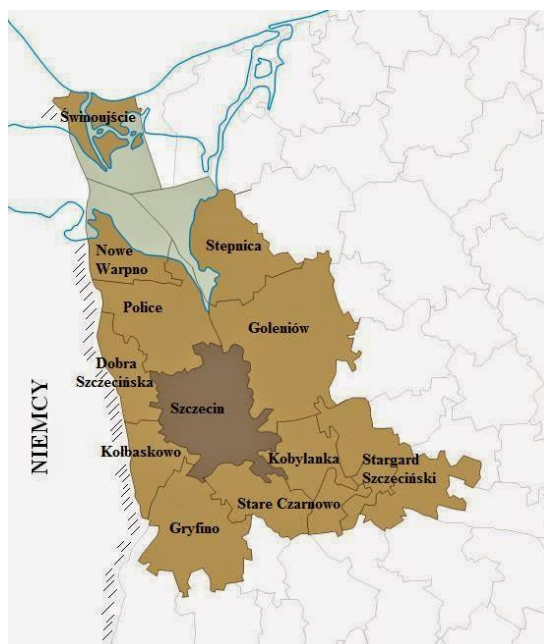 Świnoujście
Stepnica
Nowe
Warpno
Police
Goleniów
Dobra
Szczecińska
NIEMCY
Szczecin
Kołbaskowo
Kobylanka
Stargard
Szczeciński
Stare Czarnowo
Gryfino